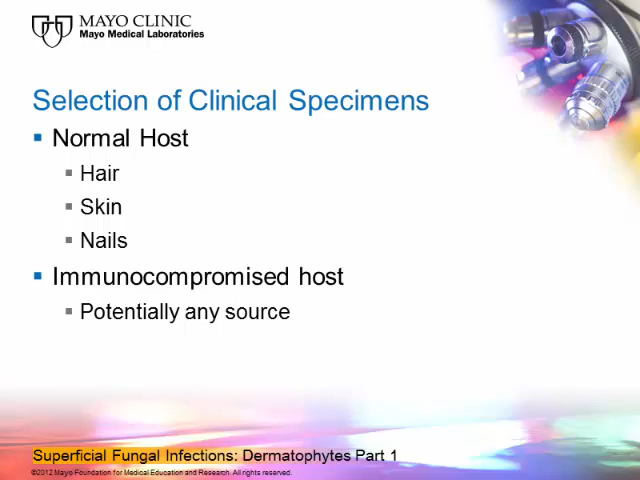 MAYO CLINIC
Mayo Medical Laboratories
Selection of Clinical Specimens
Normal Host
Hair
Skin
Nails
Immunocompromised host
Potentially any source
Superficial Fungal Infections: Dermatophytes Part 1
©2012 Mayo Foundation for Medical Education and Research. All rights reserved.